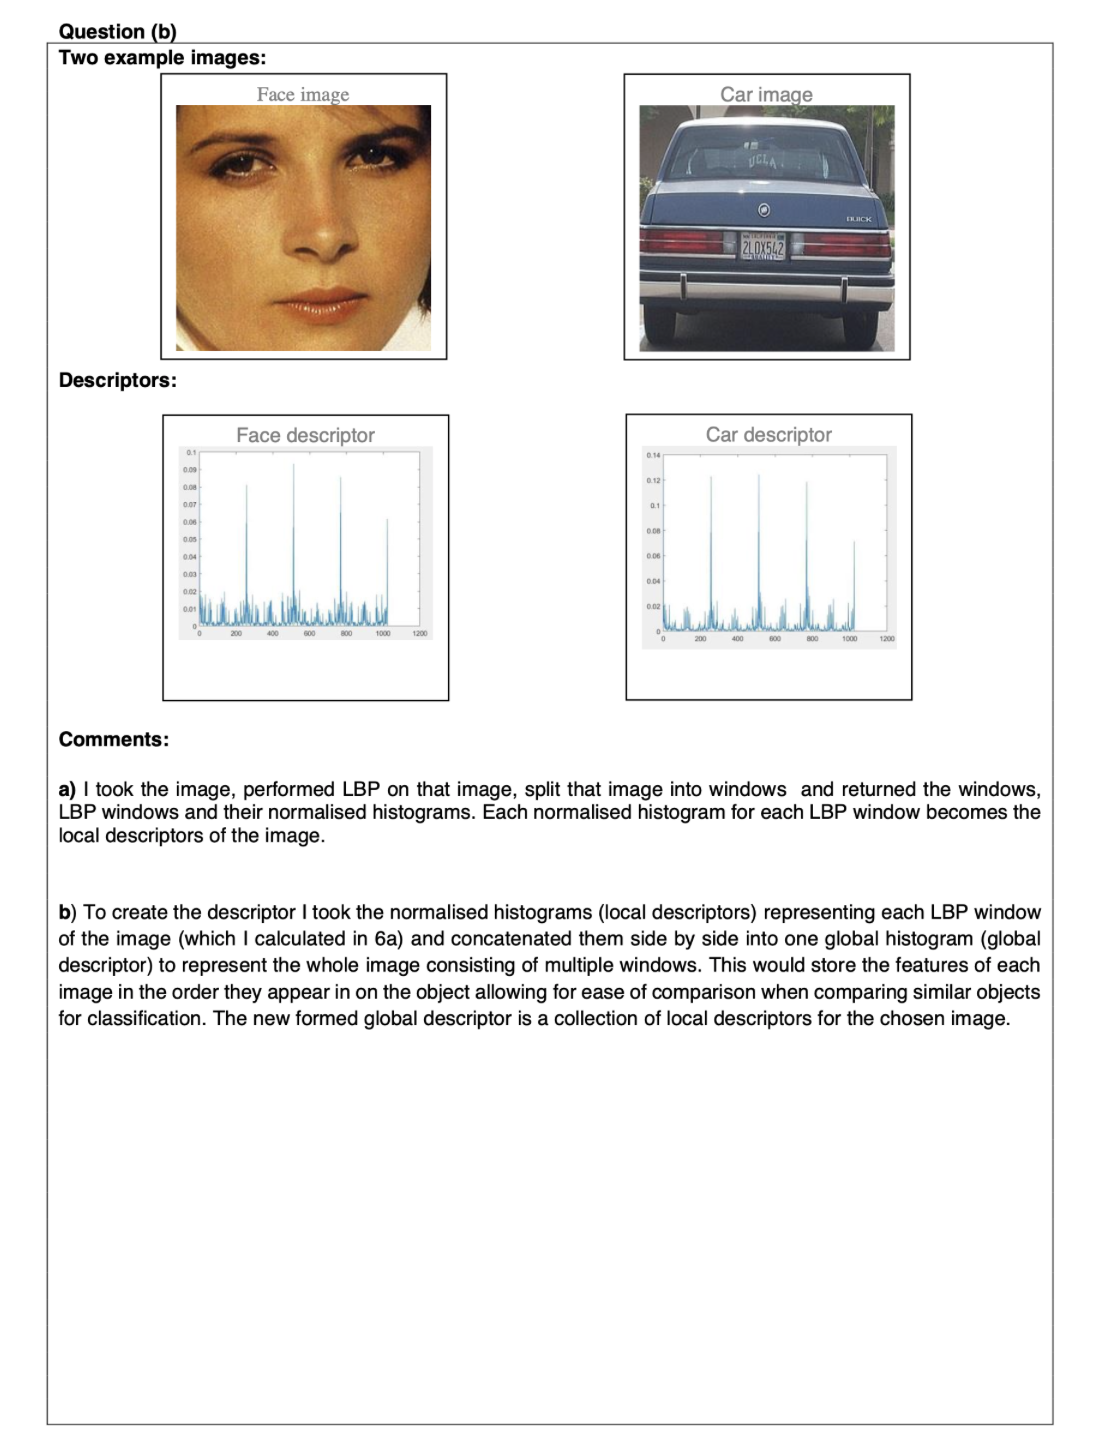 Question (b)
Two example images:
Face image
Car image
UCLA
BUICK
CALIFORNIA
2LOX542
Descriptors:
Face descriptor
Car descriptor
0.1
0.09
0.08
0.07
0.06
0.05
0.04
0.03
0.02
0.01
0
0 200 400 600 800 1000 1200
0.14
0.12
0.1
0.08
0.06
0.04
0.02
0
0 200 400 600 800 1000 1200
Comments:
a) I took the image, performed LBP on that image, split that image into windows and returned the windows,
LBP windows and their normalised histograms. Each normalised histogram for each LBP window becomes the
local descriptors of the image.
b) To create the descriptor I took the normalised histograms (local descriptors) representing each LBP window
of the image (which I calculated in 6a) and concatenated them side by side into one global histogram (global
descriptor) to represent the whole image consisting of multiple windows. This would store the features of each
image in the order they appear in on the object allowing for ease of comparison when comparing similar objects
for classification. The new formed global descriptor is a collection of local descriptors for the chosen image.